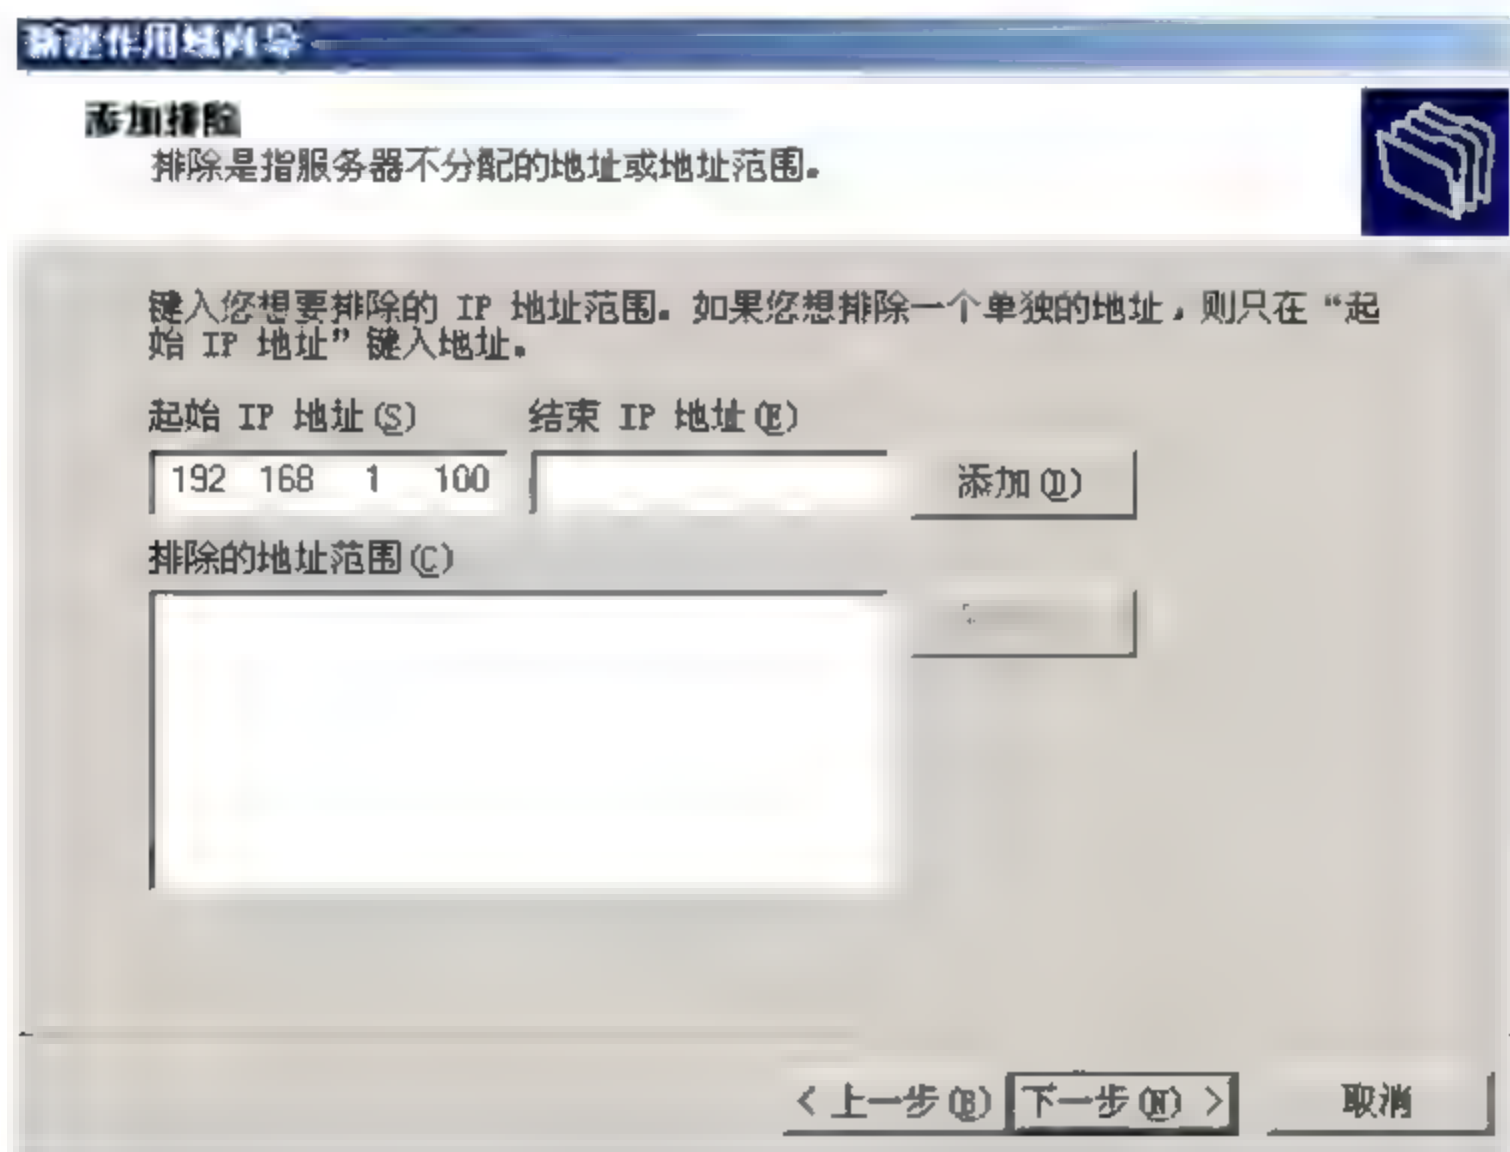 新建作用域向导
添加排除
排除是指服务器不分配的地址或地址范围。
键入您想要排除的 IP 地址范围。如果您想排除一个单独的地址，则只在“起
始 IP 地址”键入地址。
起始 IP 地址(S) 结束 IP 地址(E)
192 168 1 100 添加(D)
排除的地址范围(C)
< 上一步(B) 下一步(N) > 取消